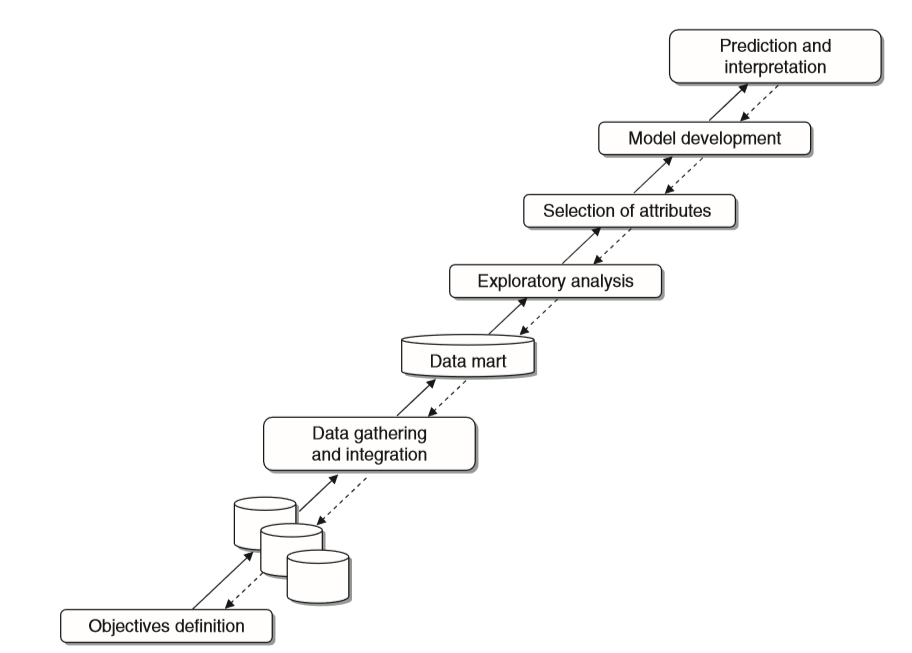 Prediction and
interpretation
Model development
Selection of attributes
Exploratory analysis
Data mart
Data gathering
and integration
Objectives definition